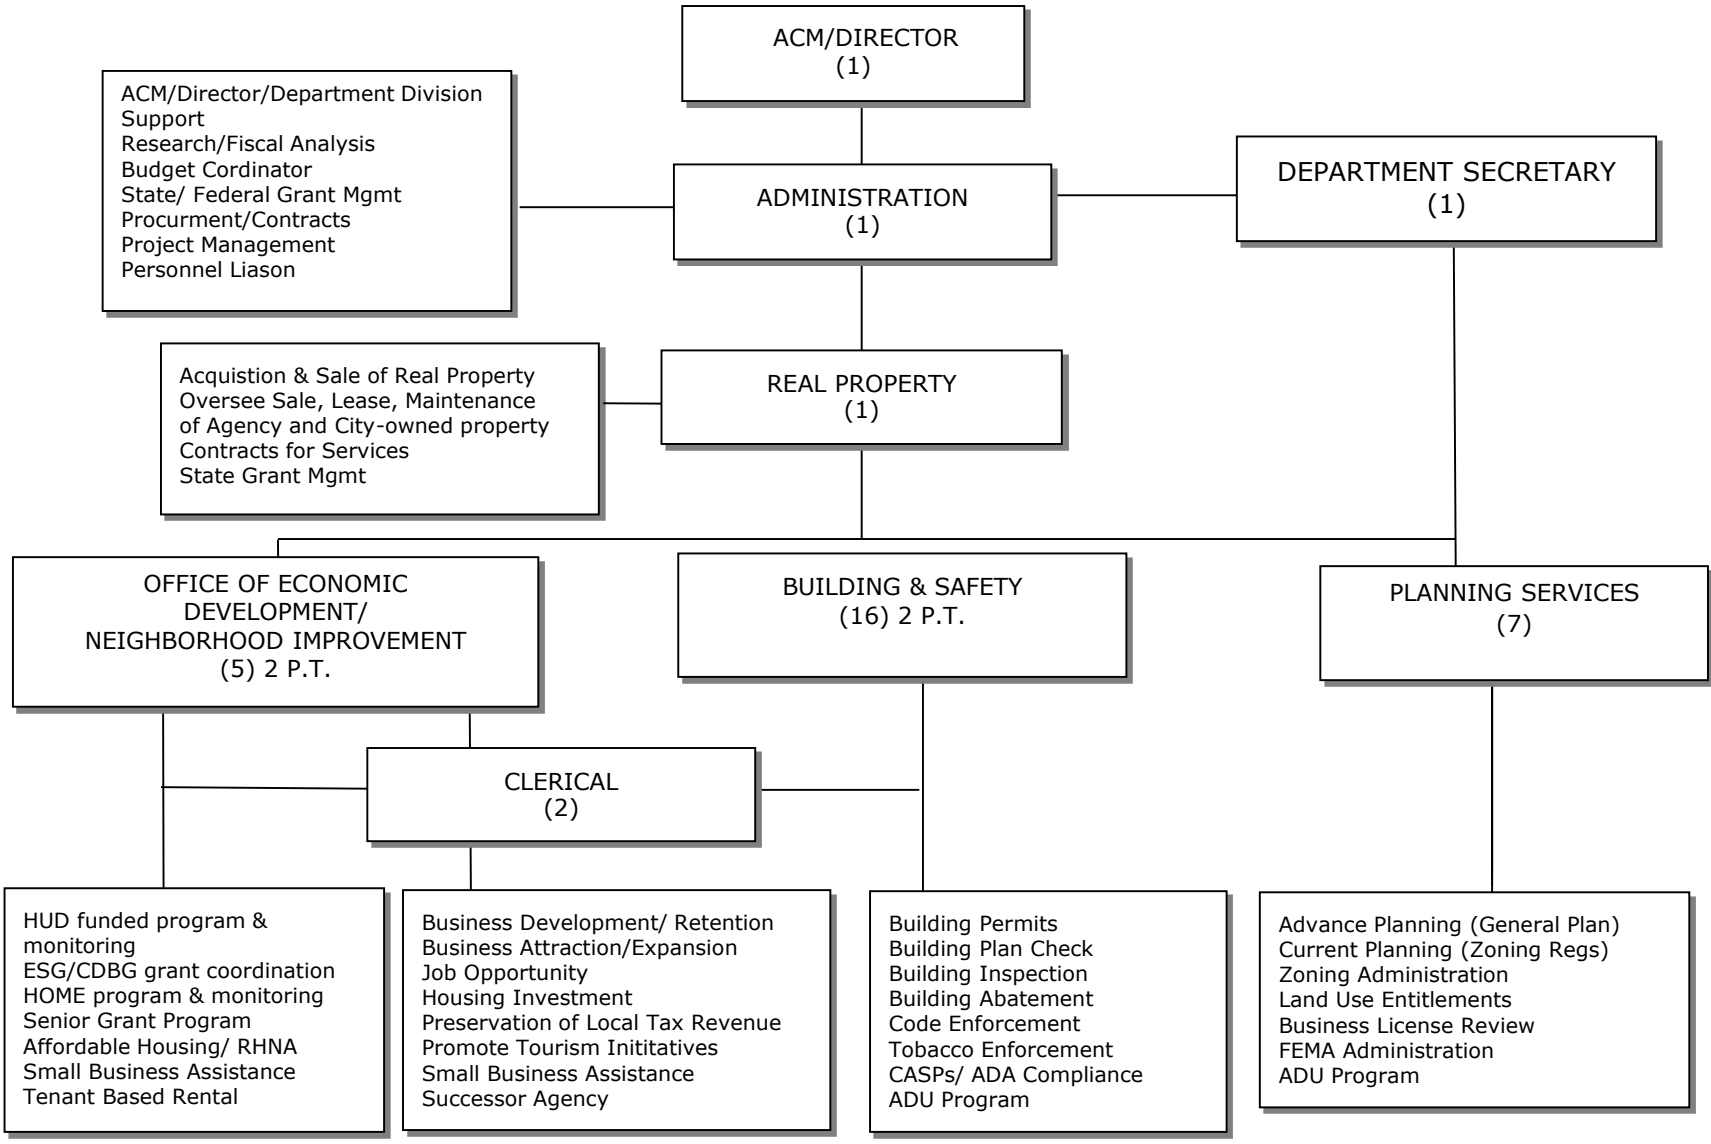 ACM/DIRECTOR
(1)
ACM/Director/Department Division
Support
Research/Fiscal Analysis
Budget Cordinator
State/ Federal Grant Mgmt
Procurment/Contracts
Project Management
Personnel Liason
ADMINISTRATION
(1)
DEPARTMENT SECRETARY
(1)
Acquistion & Sale of Real Property
Oversee Sale, Lease, Maintenance
of Agency and City-owned property
Contracts for Services
State Grant Mgmt
REAL PROPERTY
(1)
OFFICE OF ECONOMIC
DEVELOPMENT/
NEIGHBORHOOD IMPROVEMENT
(5) 2 P.T.
BUILDING & SAFETY
(16) 2 P.T.
PLANNING SERVICES
(7)
CLERICAL
(2)
HUD funded program &
monitoring
ESG/CDBG grant coordination
HOME program & monitoring
Senior Grant Program
Affordable Housing/ RHNA
Small Business Assistance
Tenant Based Rental
Business Development/ Retention
Business Attraction/Expansion
Job Opportunity
Housing Investment
Preservation of Local Tax Revenue
Promote Tourism Inititatives
Small Business Assistance
Successor Agency
Building Permits
Building Plan Check
Building Inspection
Building Abatement
Code Enforcement
Tobacco Enforcement
CASPs/ ADA Compliance
ADU Program
Advance Planning (General Plan)
Current Planning (Zoning Regs)
Zoning Administration
Land Use Entitlements
Business License Review
FEMA Administration
ADU Program